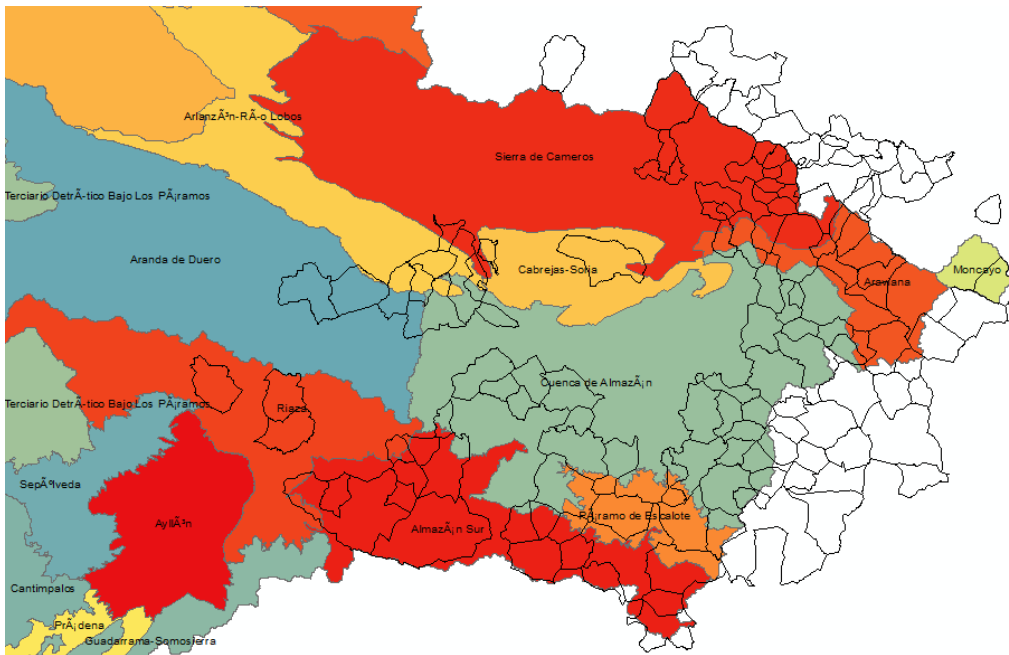 ArlanzÃ³n-RÃ­o Lobos
Sierra de Cameros
Terciario DetrÃ­tico Bajo Los PÃ¡ramos
Aranda de Duero
Cabrejas-Soria
Moncayo
Araviana
Cuenca de AlmazÃ¡n
Terciario DetrÃ­tico Bajo Los PÃ¡ramos
Riaza
SepÃºlveda
AyllÃ³n
AlmazÃ¡n Sur
PÃ¡ramo de Escalote
Cantimpalos
PrÃ¡dena
Guadarrama-Somosierra